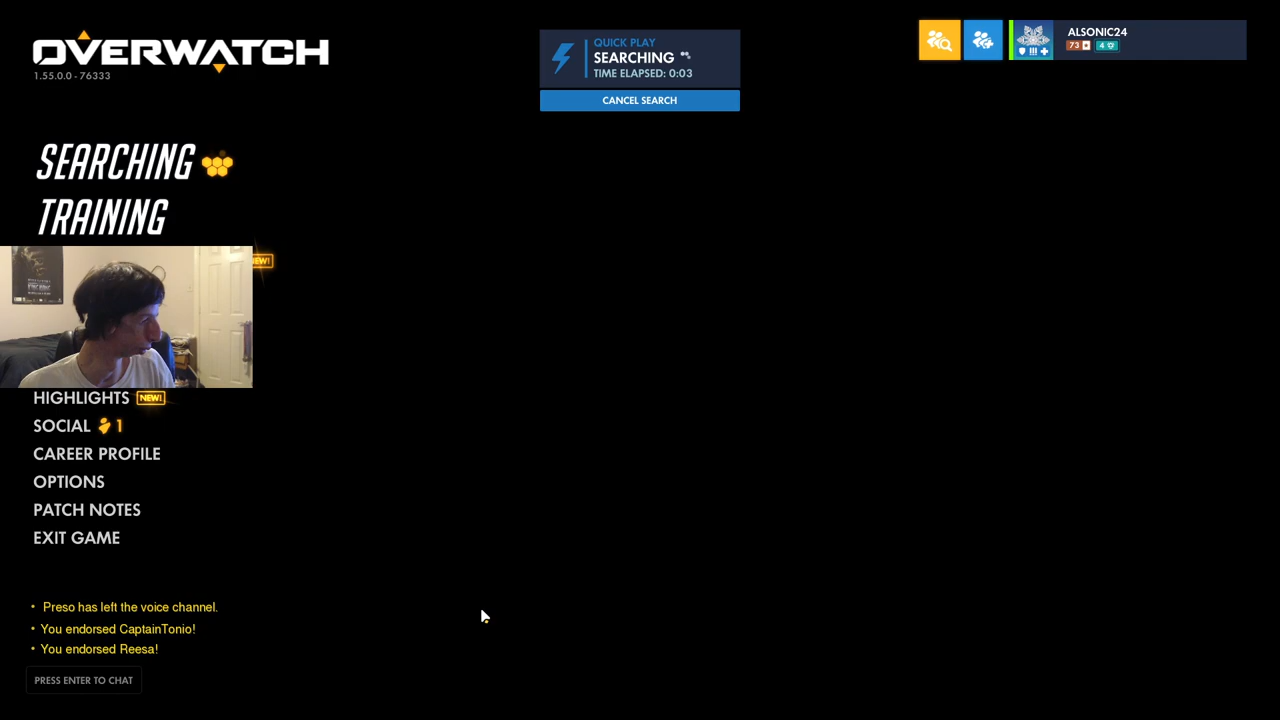 OVERWATCH
1.55.0.0 - 76333
QUICK PLAY
SEARCHING
TIME ELAPSED: 0:03
CANCEL SEARCH
ALSONIC24
73
4
SEARCHING
TRAINING
NEW!
HIGHLIGHTS NEW!
SOCIAL 1
CAREER PROFILE
OPTIONS
PATCH NOTES
EXIT GAME
• Preso has left the voice channel.
• You endorsed CaptainTonio!
• You endorsed Reesa!
PRESS ENTER TO CHAT